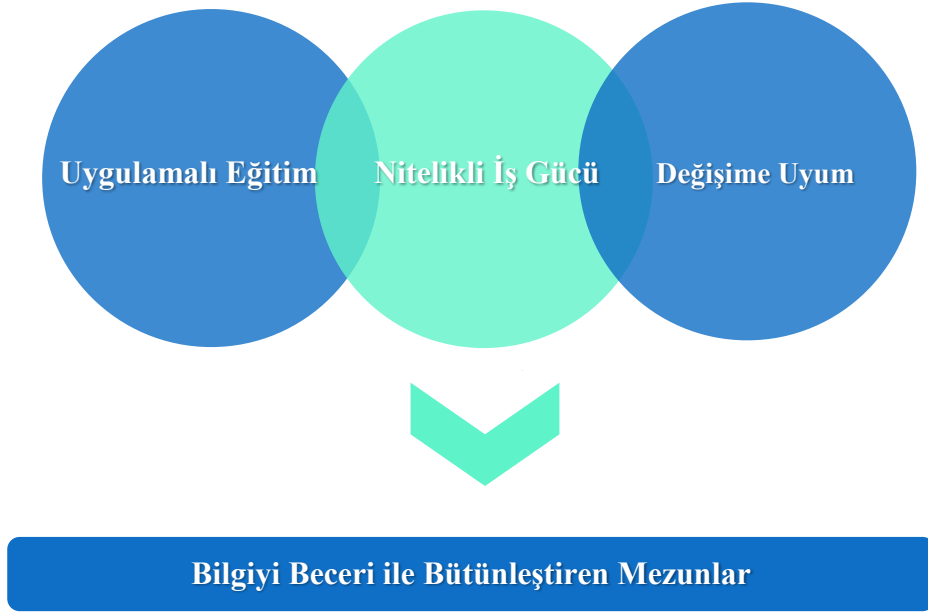 Uygulamalı Eğitim
Nitelikli İş Gücü
Değişime Uyum
Bilgiyi Beceri ile Bütünleştiren Mezunlar